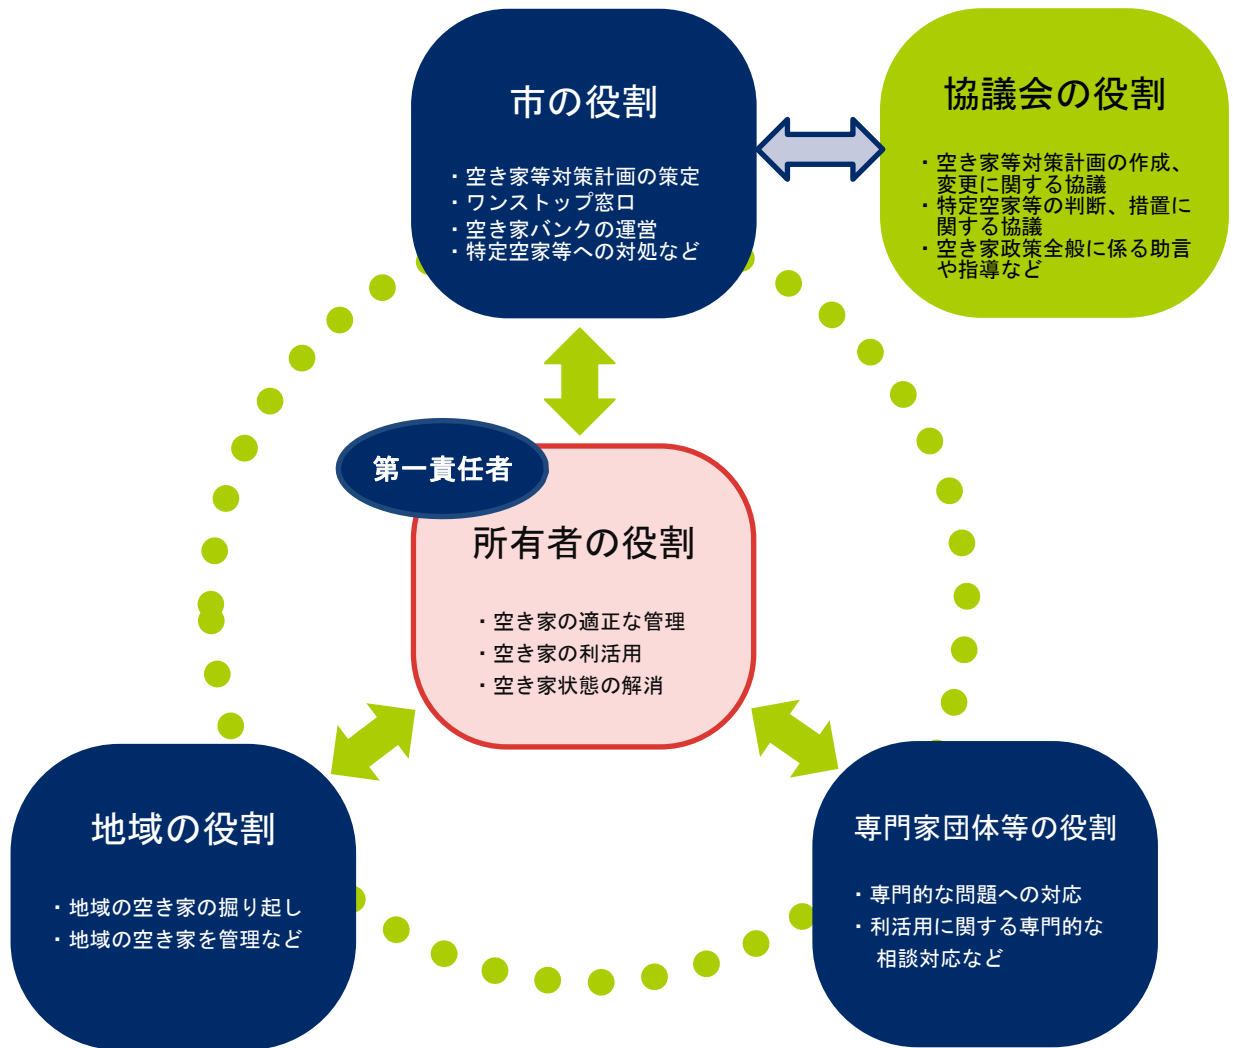 市の役割
・空き家等対策計画の策定
・ワンストップ窓口
・空き家バンクの運営
・特定空家等への対処など
協議会の役割
・空き家等対策計画の作成、
変更に関する協議
・特定空家等の判断、措置に
関する協議
・空き家政策全般に係る助言
や指導など
第一責任者
所有者の役割
・空き家の適正な管理
・空き家の利活用
・空き家状態の解消
地域の役割
・地域の空き家の掘り起し
・地域の空き家を管理など
専門家団体等の役割
・専門的な問題への対応
・利活用に関する専門的な
相談対応など